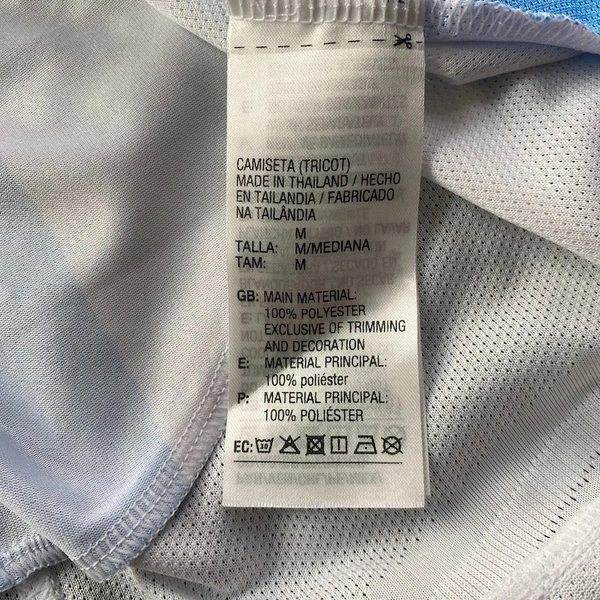 CAMISETA (TRICOT)
MADE IN THAILAND / HECHO
EN TAILANDIA / FABRICADO
NA TAILÂNDIA
M
TALLA: M/MEDIANA
TAM: M
GB: MAIN MATERIAL:
100% POLYESTER
EXCLUSIVE OF TRIMMING
AND DECORATION
E: MATERIAL PRINCIPAL:
100% poliéster
P: MATERIAL PRINCIPAL:
100% POLIÉSTER
EC: 30